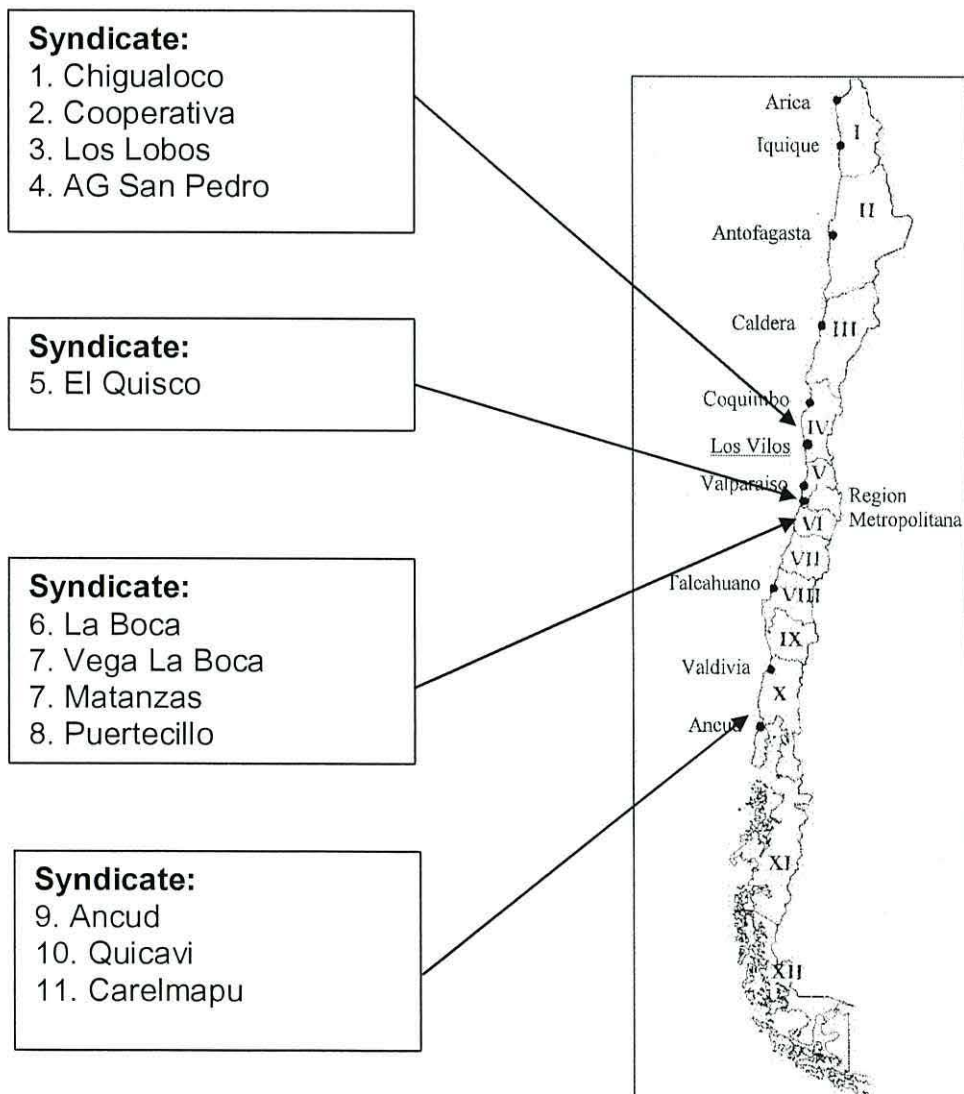 Syndicate:
1. Chigualoco
2. Cooperativa
3. Los Lobos
4. AG San Pedro
Syndicate:
5. El Quisco
Syndicate:
6. La Boca
7. Vega La Boca
7. Matanzas
8. Puertecillo
Syndicate:
9. Ancud
10. Quicavi
11. Carelmapu
Arica
I
Iquique
II
Antofagasta
Caldera
III
Coquimbo
IV
Los Vilos
V
Valparaiso
Region
Metropolitana
VI
VII
Talcahuano
VIII
IX
Valdivia
X
Ancud
XI
XII